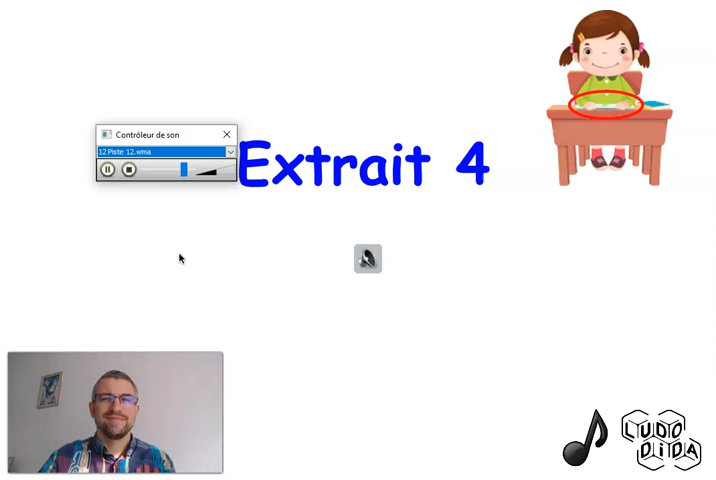 Contrôleur de son
12 Piste 12.wma
Extrait 4
LUDO
DiDA